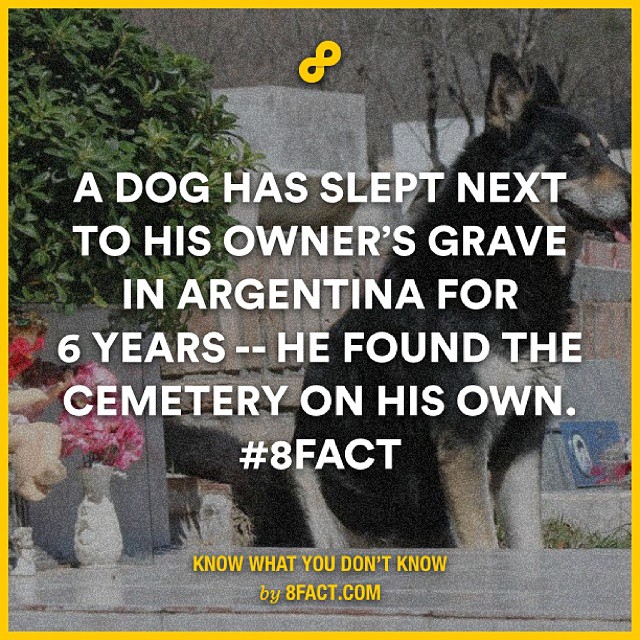 A DOG HAS SLEPT NEXT
TO HIS OWNER'S GRAVE
IN ARGENTINA FOR
6 YEARS -- HE FOUND THE
CEMETERY ON HIS OWN.
#8FACT
KNOW WHAT YOU DON'T KNOW
by 8FACT.COM